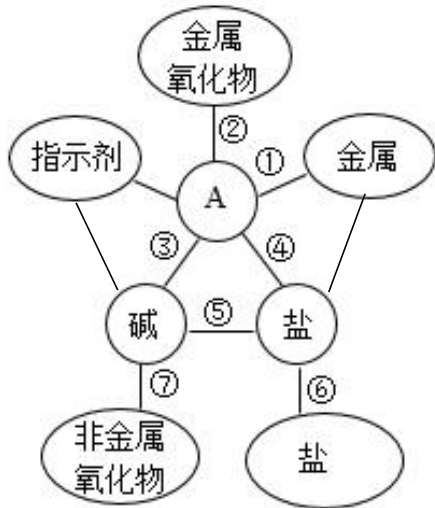 金属
氧化物
②
①
指示剂
金属
A
③
④
碱
⑤
盐
⑦
⑥
非金属
氧化物
盐